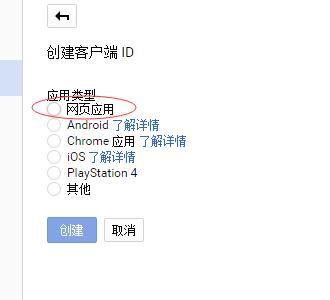 创建客户端 ID
应用类型
网页应用
Android 了解详情
Chrome 应用 了解详情
iOS 了解详情
PlayStation 4
其他
创建 取消